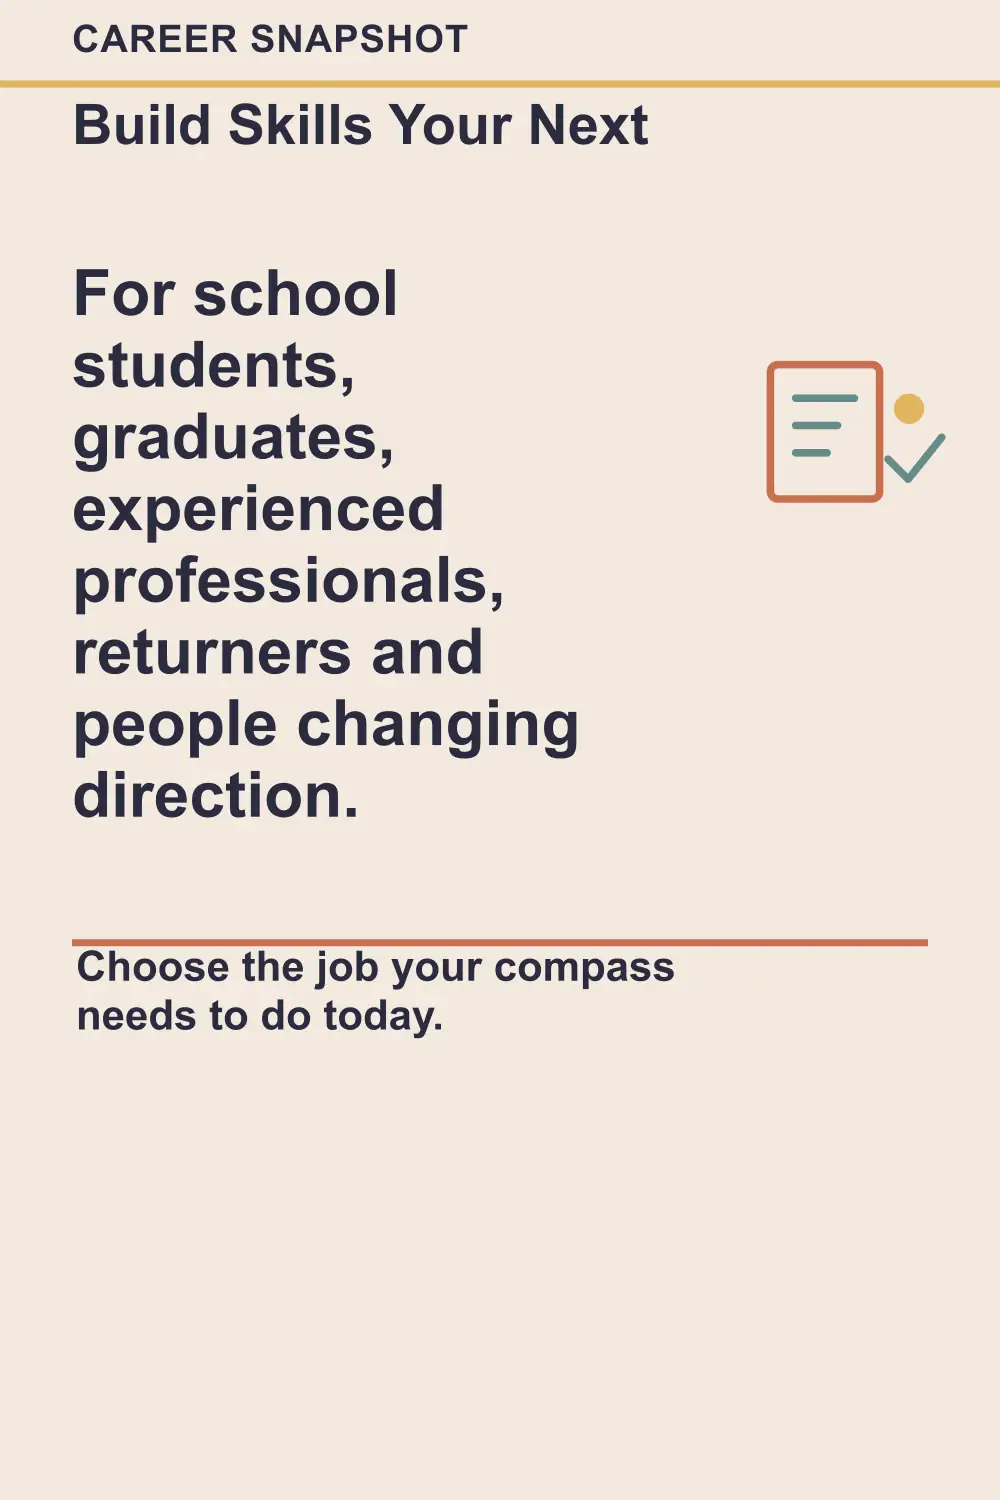 CAREER SNAPSHOT
Build Skills Your Next
For school
students,
graduates,
experienced
professionals,
returners and
people changing
direction.
Choose the job your compass
needs to do today.